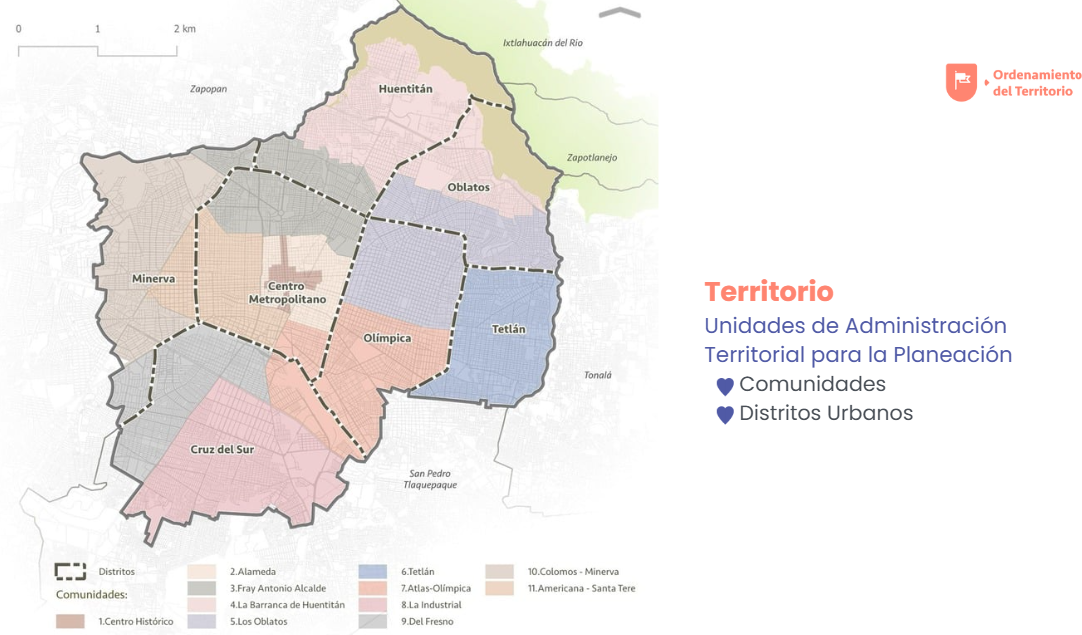 0 1 2 km
Ixtlahuacán del Río
Zapopan
Huentitán
Zapotlanejo
Oblatos
Minerva
Centro
Metropolitano
Olímpica
Tetlán
Tonalá
Cruz del Sur
San Pedro
Tlaquepaque
Distritos
Comunidades:
1.Centro Histórico
2.Alameda
3.Fray Antonio Alcalde
4.La Barranca de Huentitán
5.Los Oblatos
6.Tetlán
7.Atlas-Olímpica
8.La Industrial
9.Del Fresno
10.Colomos - Minerva
11.Americana - Santa Tere
Ordenamiento
del Territorio
Territorio
Unidades de Administración
Territorial para la Planeación
Comunidades
Distritos Urbanos